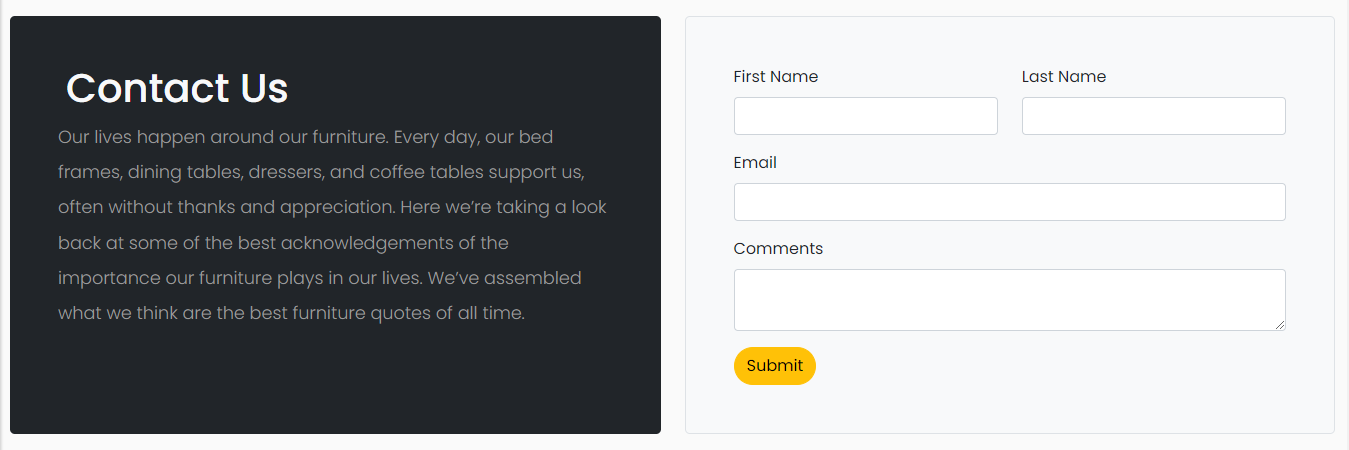 Contact Us
Our lives happen around our furniture. Every day, our bed
frames, dining tables, dressers, and coffee tables support us,
often without thanks and appreciation. Here we’re taking a look
back at some of the best acknowledgements of the
importance our furniture plays in our lives. We’ve assembled
what we think are the best furniture quotes of all time.
First Name
Last Name
Email
Comments
Submit